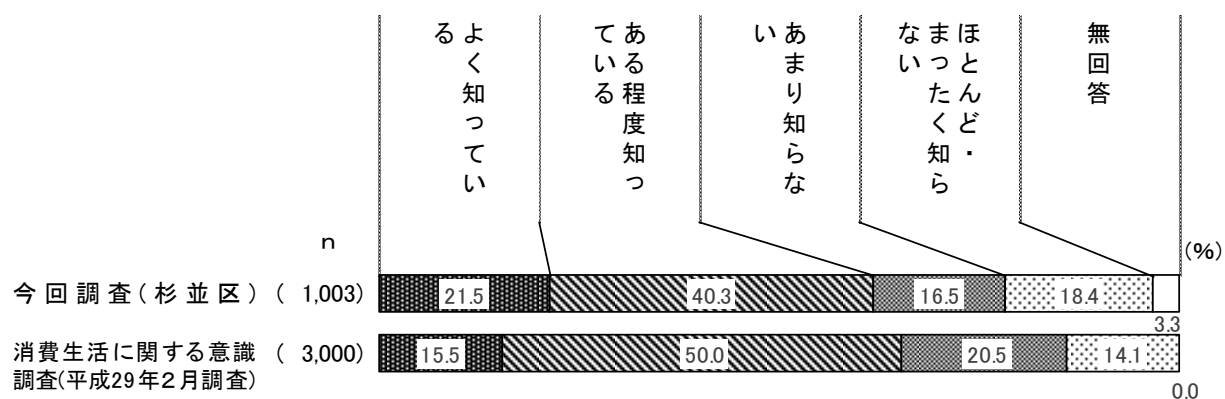 よく知ってい
る
ある程度知っ
ている
あまり知らな
い
ほとんど・
まったく知ら
ない
無回答
n
(%)
今回調査(杉並区) ( 1,003)
21.5
40.3
16.5
18.4
3.3
消費生活に関する意識
調査(平成29年2月調査)
( 3,000)
15.5
50.0
20.5
14.1
0.0